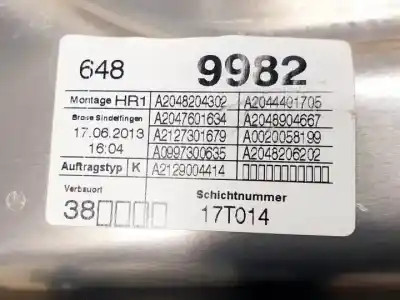 648 9982
Montage HR1 A2048204302 A2044401705
Brose Sindelfingen A2047601634 A2048904667
17.06.2013 A2127301679 A0020058199
16:04 A0997300635 A2048206202
Auftragstyp K A2129004414 □□□□□□□□□□□
Verbauort Schichtnummer
38□□□□ 17T014